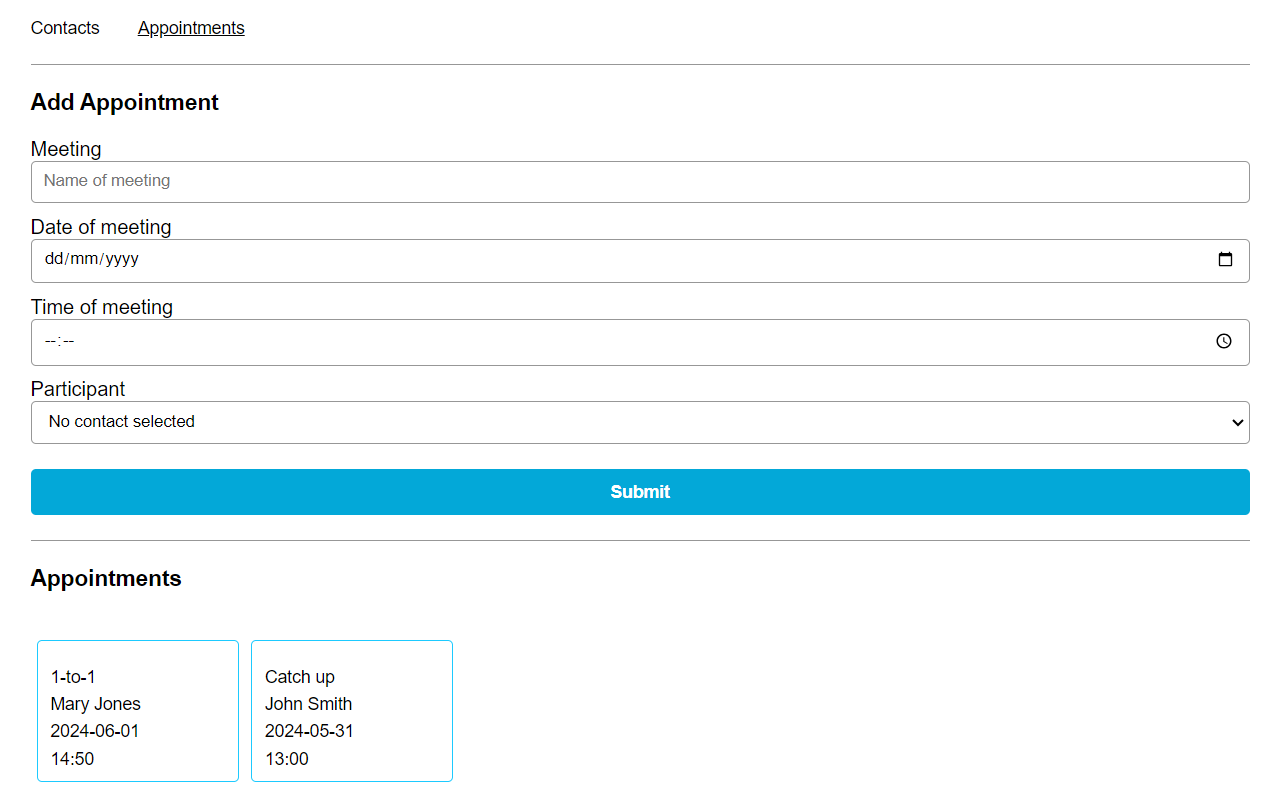 Contacts Appointments
Add Appointment
Meeting
Name of meeting
Date of meeting
dd/mm/yyyy
Time of meeting
--:--
Participant
No contact selected
Submit
Appointments
1-to-1
Mary Jones
2024-06-01
14:50
Catch up
John Smith
2024-05-31
13:00